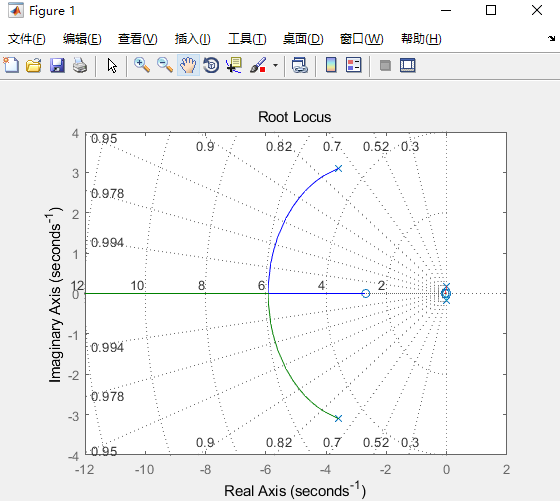 Figure 1
文件(F) 编辑(E) 查看(V) 插入(I) 工具(T) 桌面(D) 窗口(W) 帮助(H)
Root Locus
4
3
2
1
0
-1
-2
-3
-4
Imaginary Axis (seconds-1)
0.95 0.9 0.82 0.7 0.52 0.3
0.978
0.994
12 10 8 6 4 2
0.994
0.978
0.95 0.9 0.82 0.7 0.52 0.3
-12 -10 -8 -6 -4 -2 0 2
Real Axis (seconds-1)